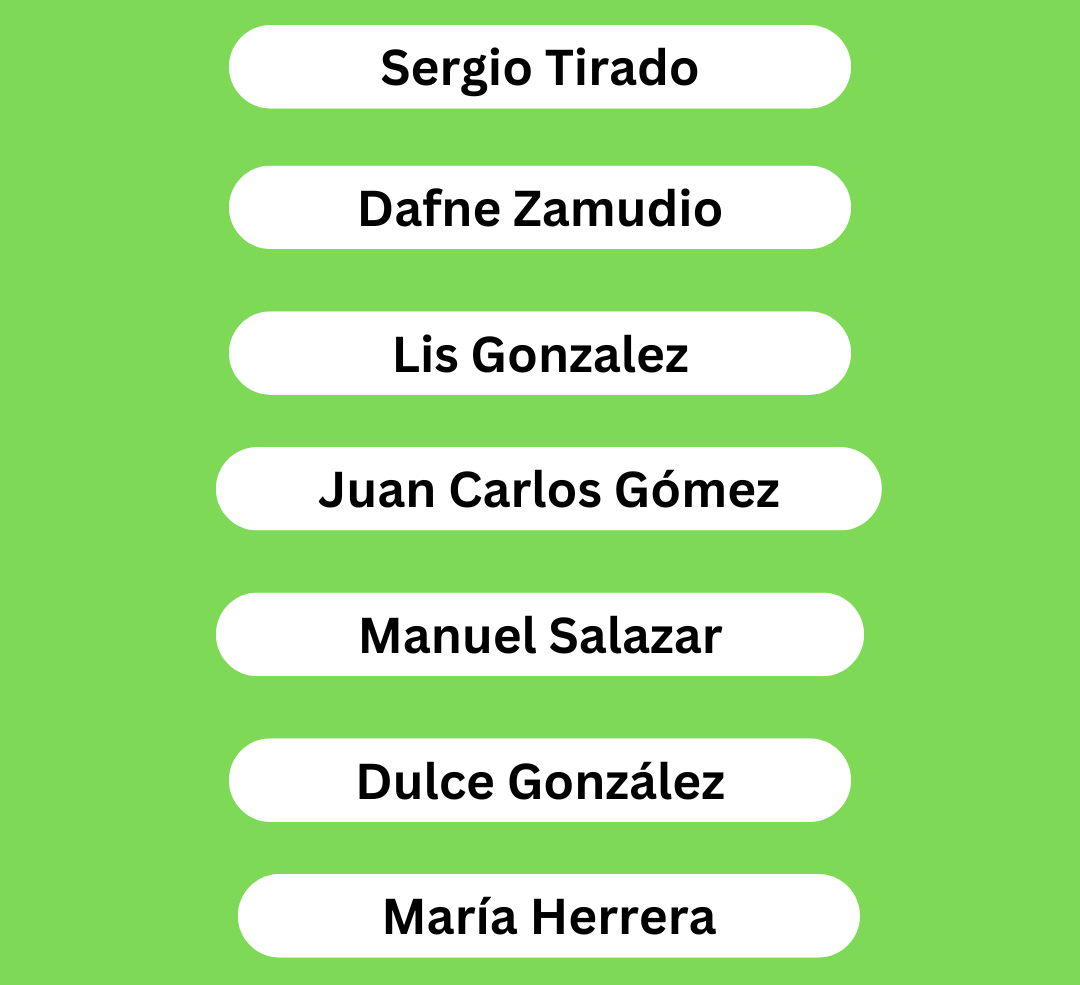 Sergio Tirado
Dafne Zamudio
Lis Gonzalez
Juan Carlos Gómez
Manuel Salazar
Dulce González
María Herrera